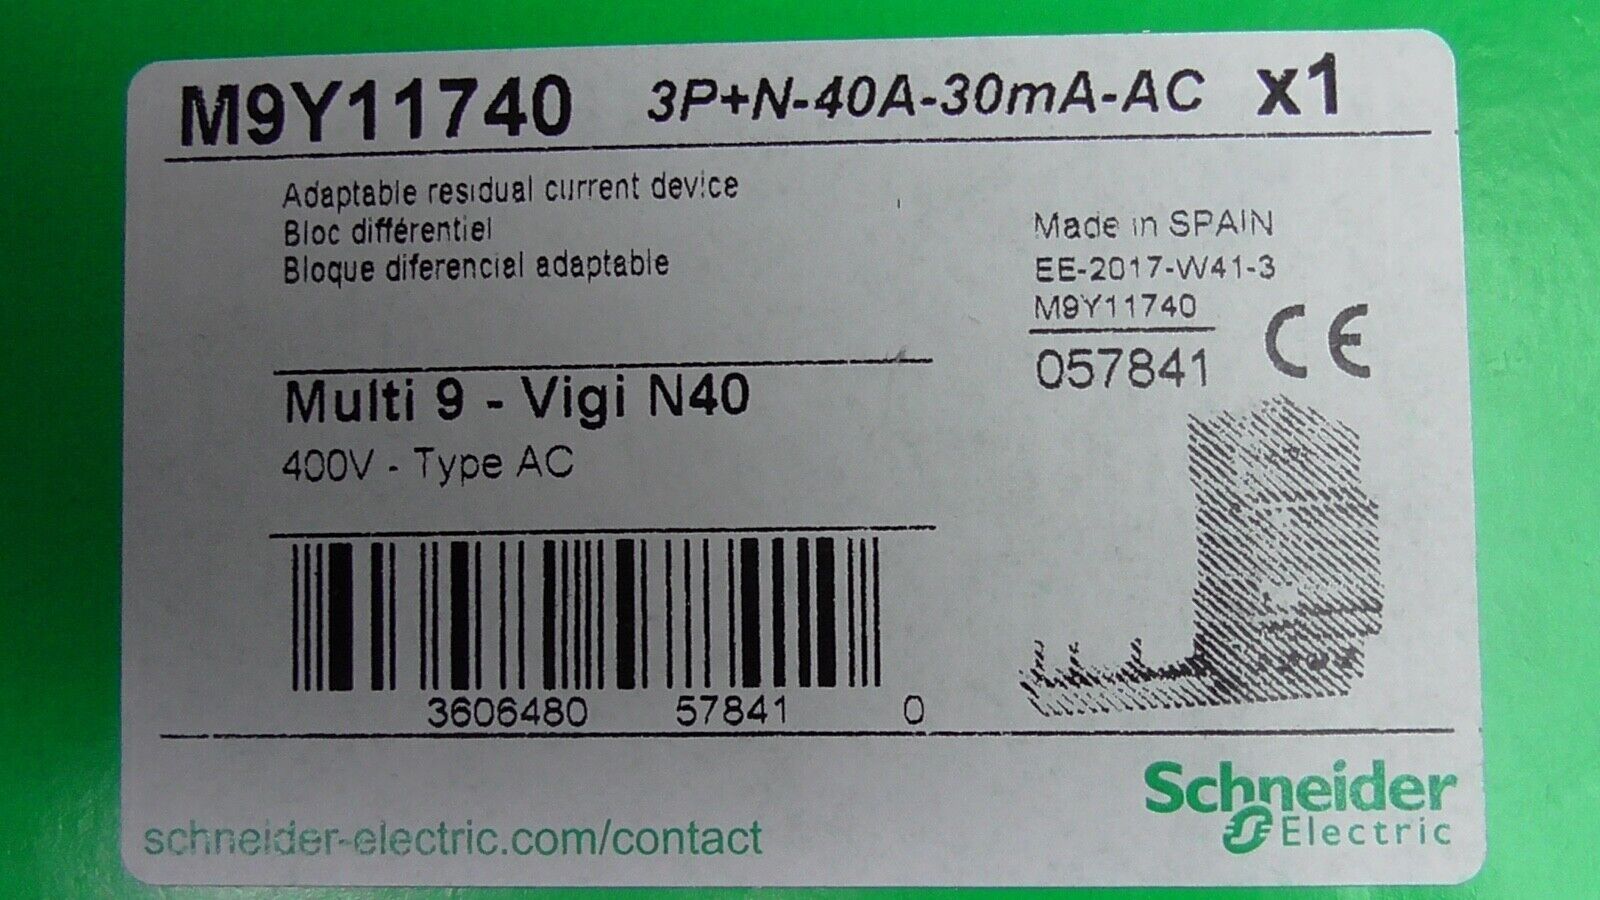 M9Y11740 3P+N-40A-30mA-AC x1
Adaptable residual current device
Bloc différentiel
Bloque diferencial adaptable
Made in SPAIN
EE-2017-W41-3
M9Y11740
057841 CE
Multi 9 - Vigi N40
400V - Type AC
3606480 57841 0
Schneider
Electric
schneider-electric.com/contact